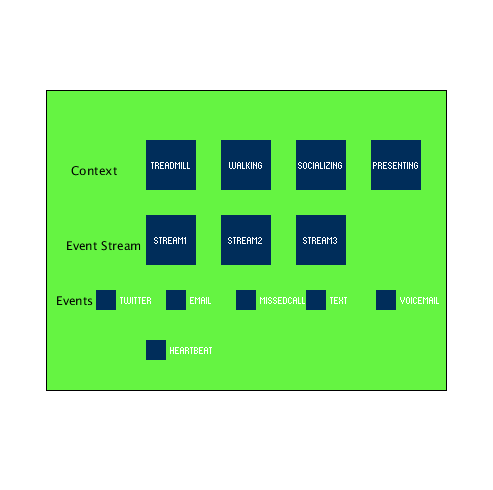 Context TREADMILL WALKING SOCIALIZING PRESENTING
Event Stream STREAM1 STREAM2 STREAM3
Events TWITTER EMAIL MISSEDCALL TEXT VOICEMAIL
HEARTBEAT